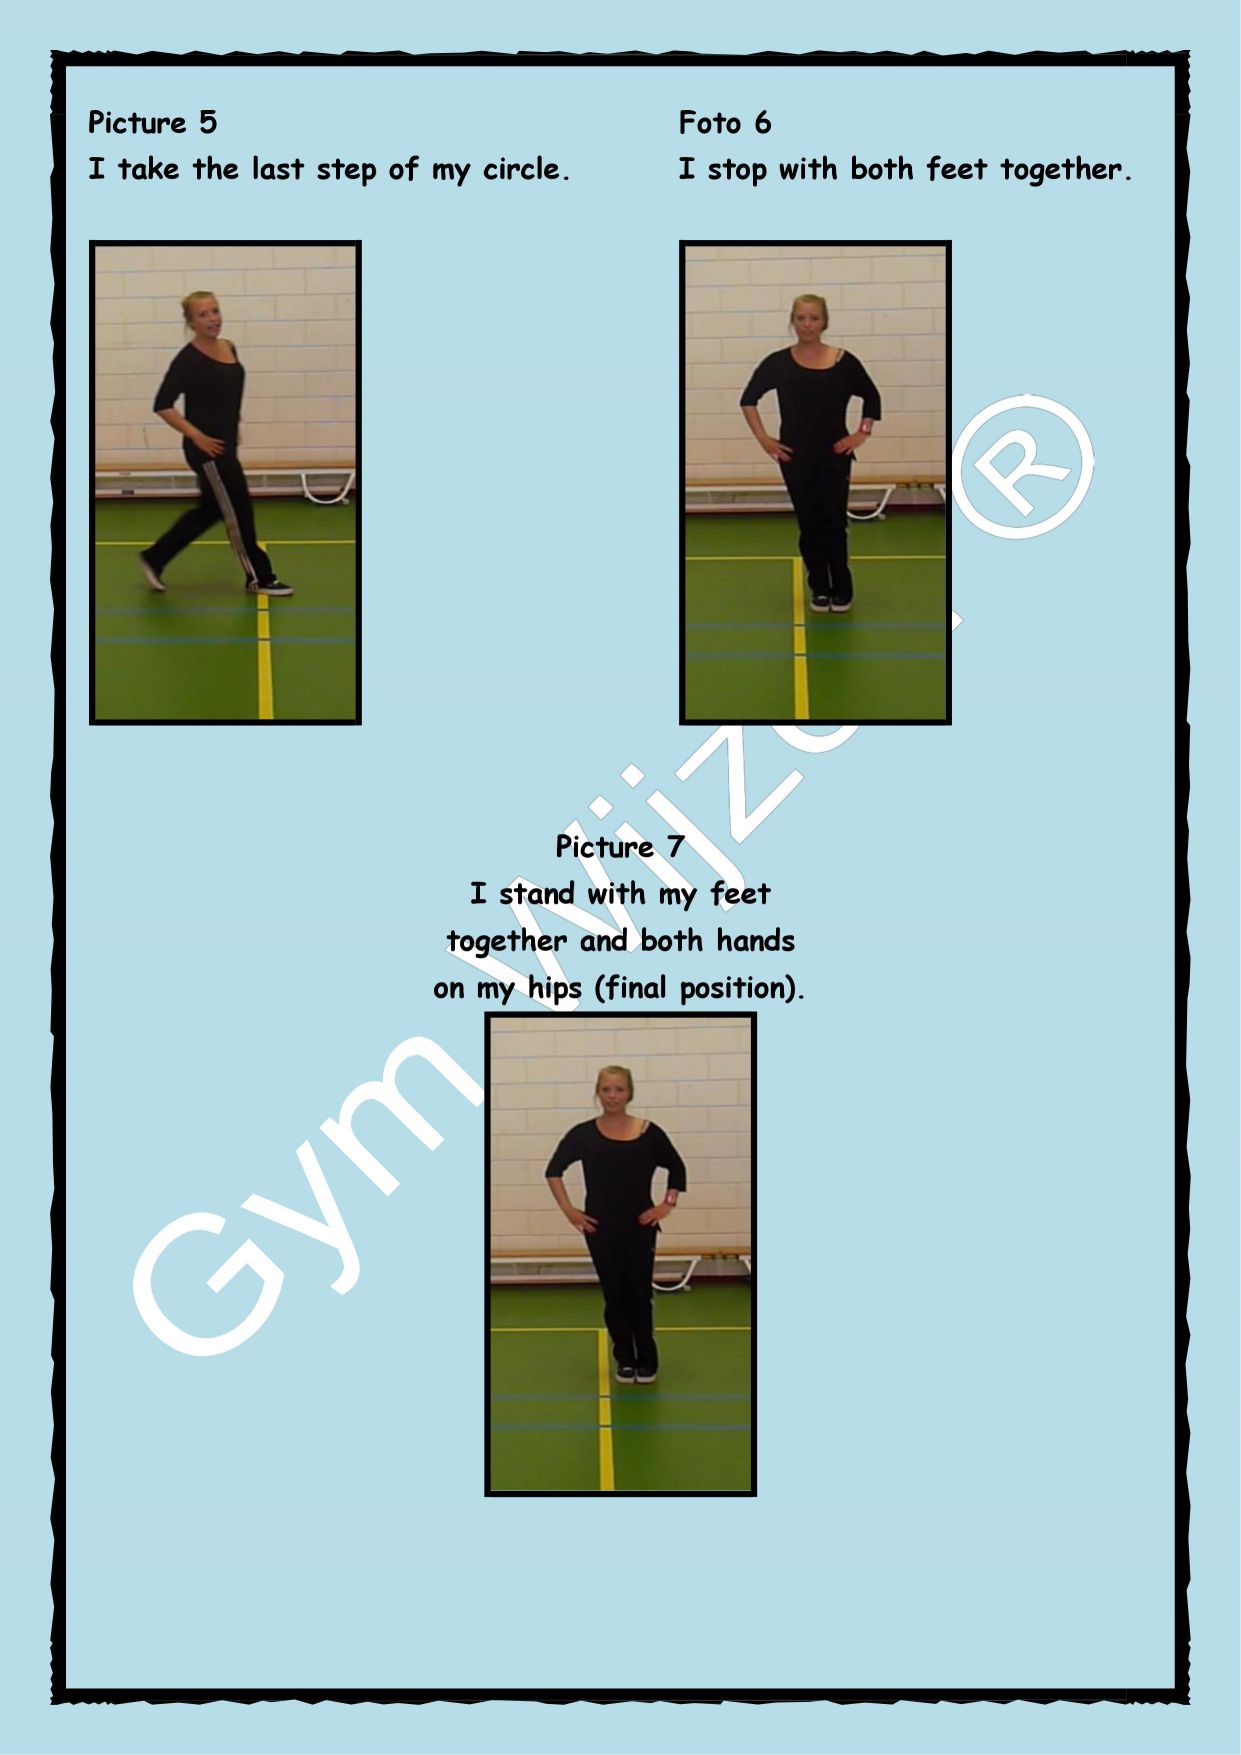 Picture 5
I take the last step of my circle.
Foto 6
I stop with both feet together.
Picture 7
I stand with my feet
together and both hands
on my hips (final position).
Gym
®